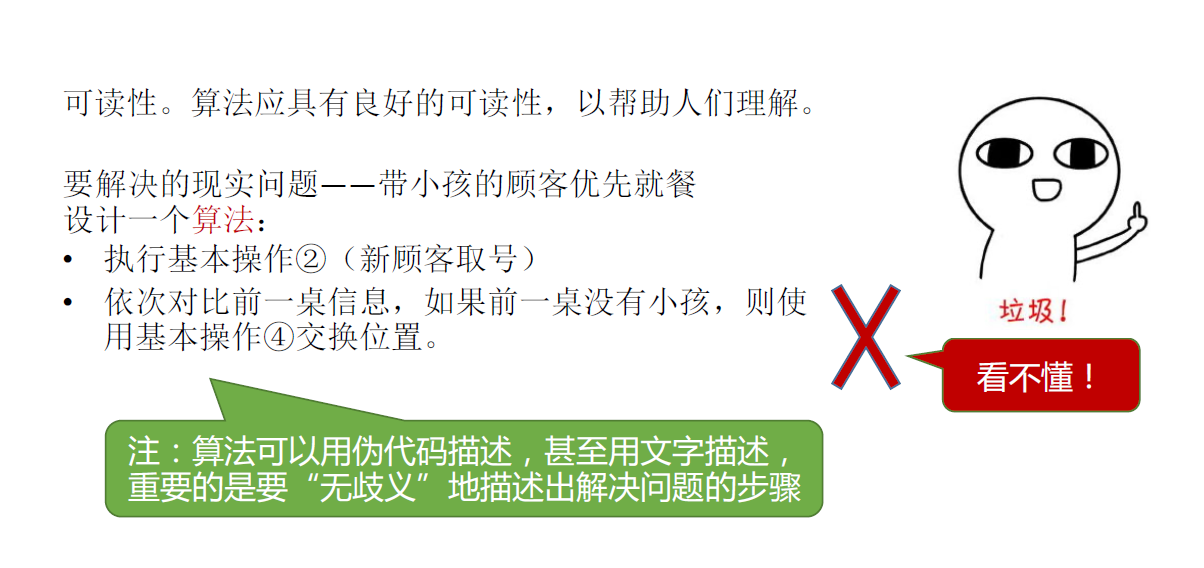 可读性。算法应具有良好的可读性，以帮助人们理解。
要解决的现实问题——带小孩的顾客优先就餐
设计一个算法：
• 执行基本操作②（新顾客取号）
• 依次对比前一桌信息，如果前一桌没有小孩，则使
用基本操作④交换位置。
垃圾！
看不懂！
注：算法可以用伪代码描述，甚至用文字描述，
重要的是要“无歧义”地描述出解决问题的步骤